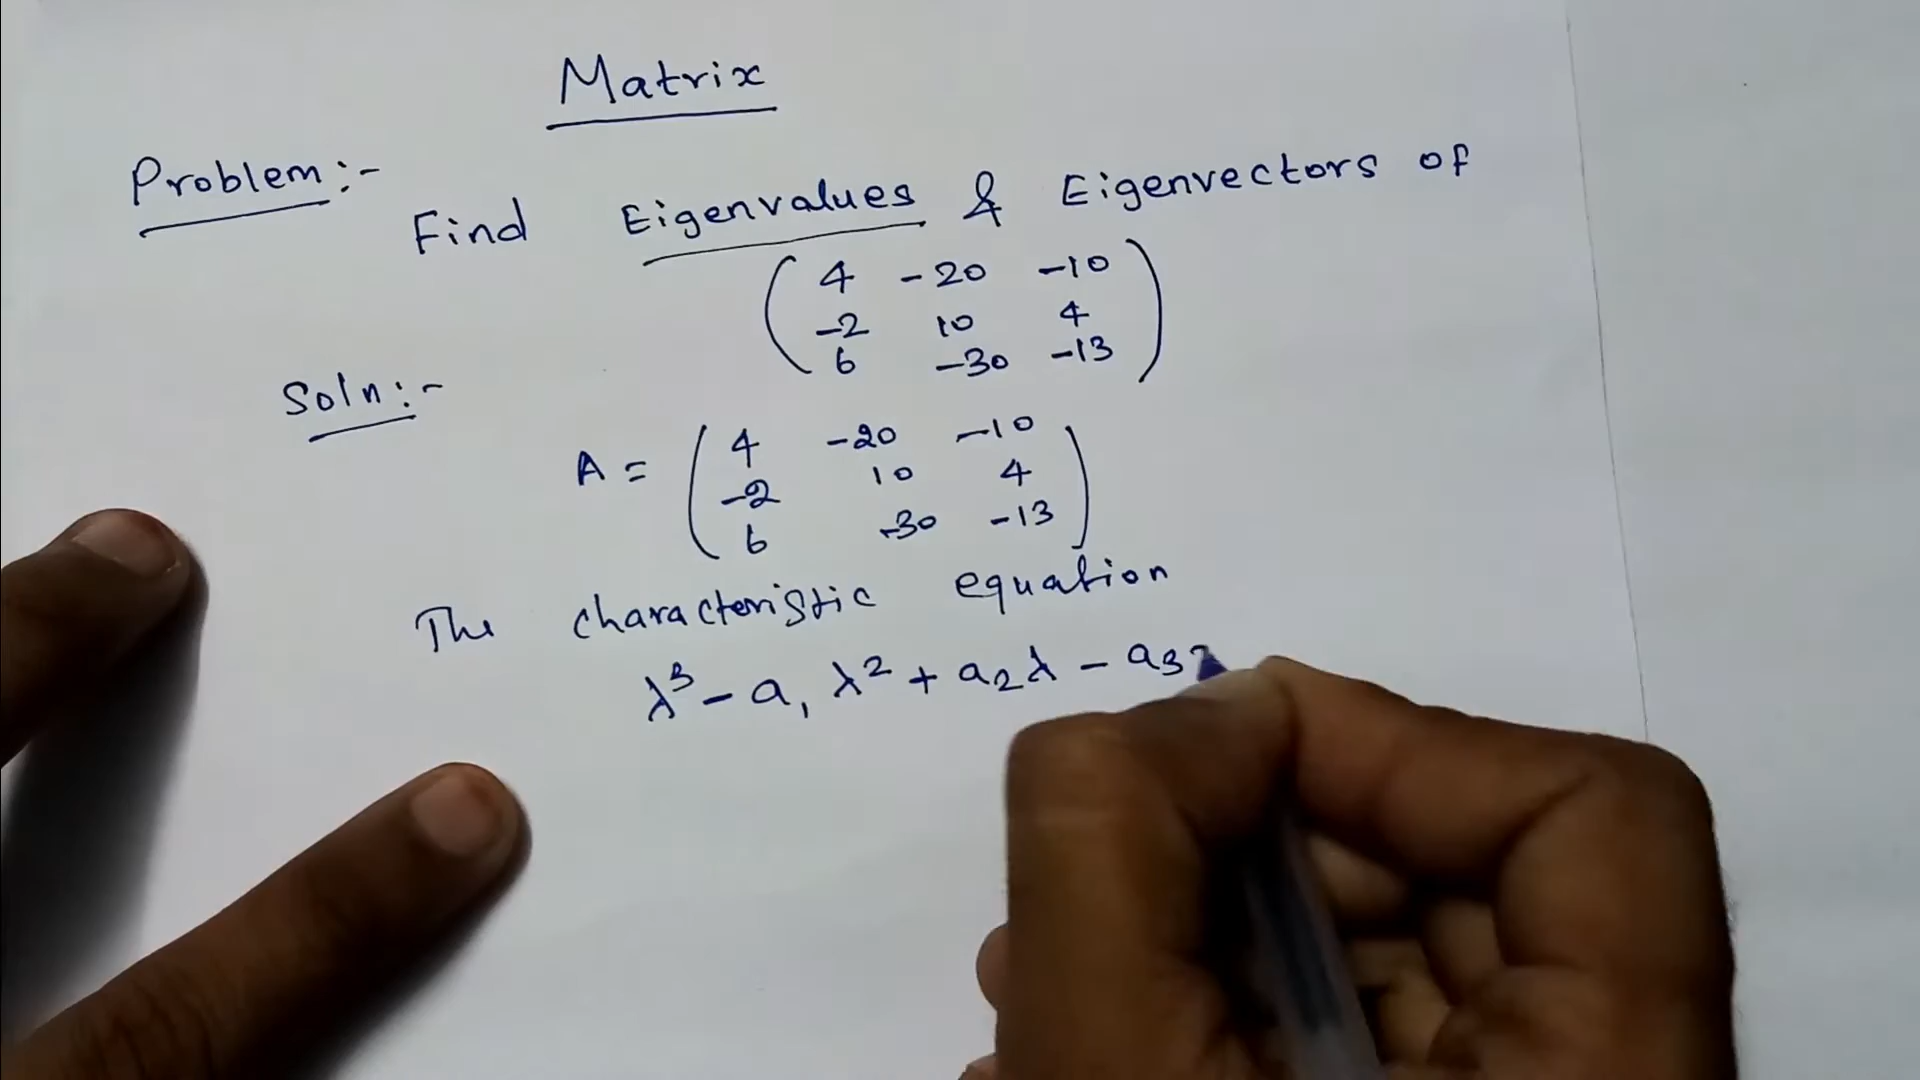 Matrix
Problem:-
Find Eigenvalues & Eigenvectors of
4 -20 -10
-2 10 4
6 -30 -13
Soln:-
A = 4 -20 -10
-2 10 4
6 -30 -13
The characteristic equation
λ³ - a₁ λ² + a₂ λ - a₃